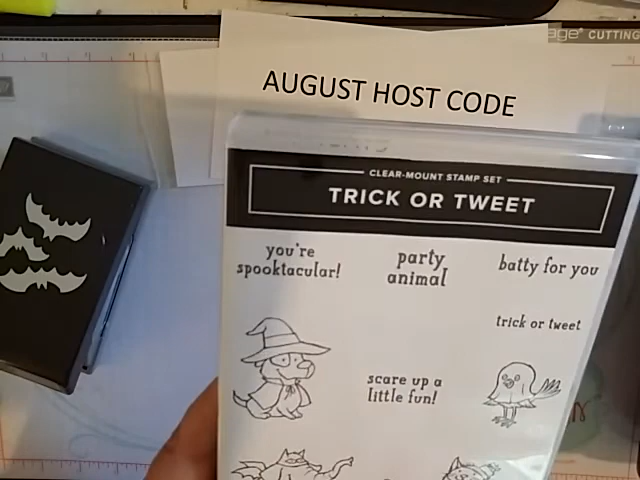 age® CUTTING
AUGUST HOST CODE
CLEAR-MOUNT STAMP SET
TRICK OR TWEET
you're
spooktacular!
party
animal
batty for you
trick or tweet
scare up a
little fun!